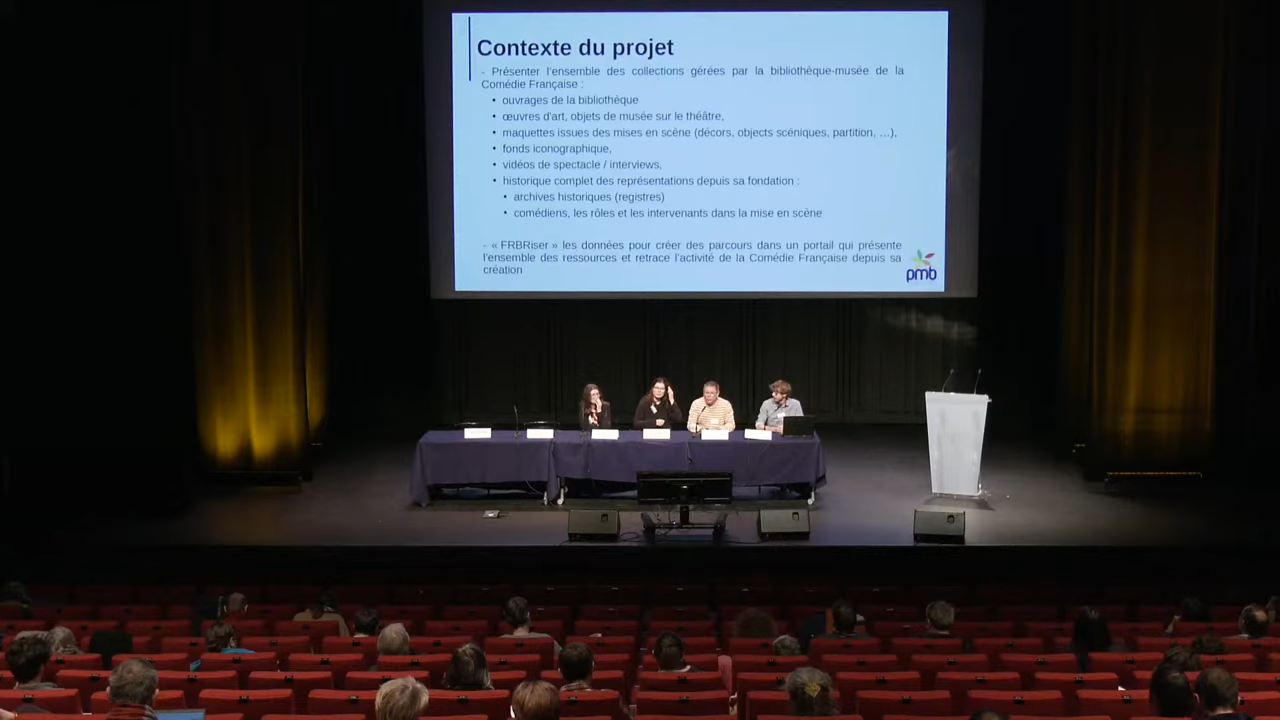 Contexte du projet
- Présenter l'ensemble des collections gérées par la bibliothèque-musée de la
Comédie Française :
• ouvrages de la bibliothèque
• œuvres d'art, objets de musée sur le théâtre,
• maquettes issues des mises en scène (décors, objects scéniques, partition, …),
• fonds iconographique,
• vidéos de spectacle / interviews,
• historique complet des représentations depuis sa fondation :
• archives historiques (registres)
• comédiens, les rôles et les intervenants dans la mise en scène
- « FRBRiser » les données pour créer des parcours dans un portail qui présente
l'ensemble des ressources et retrace l'activité de la Comédie Française depuis sa
création
pmb